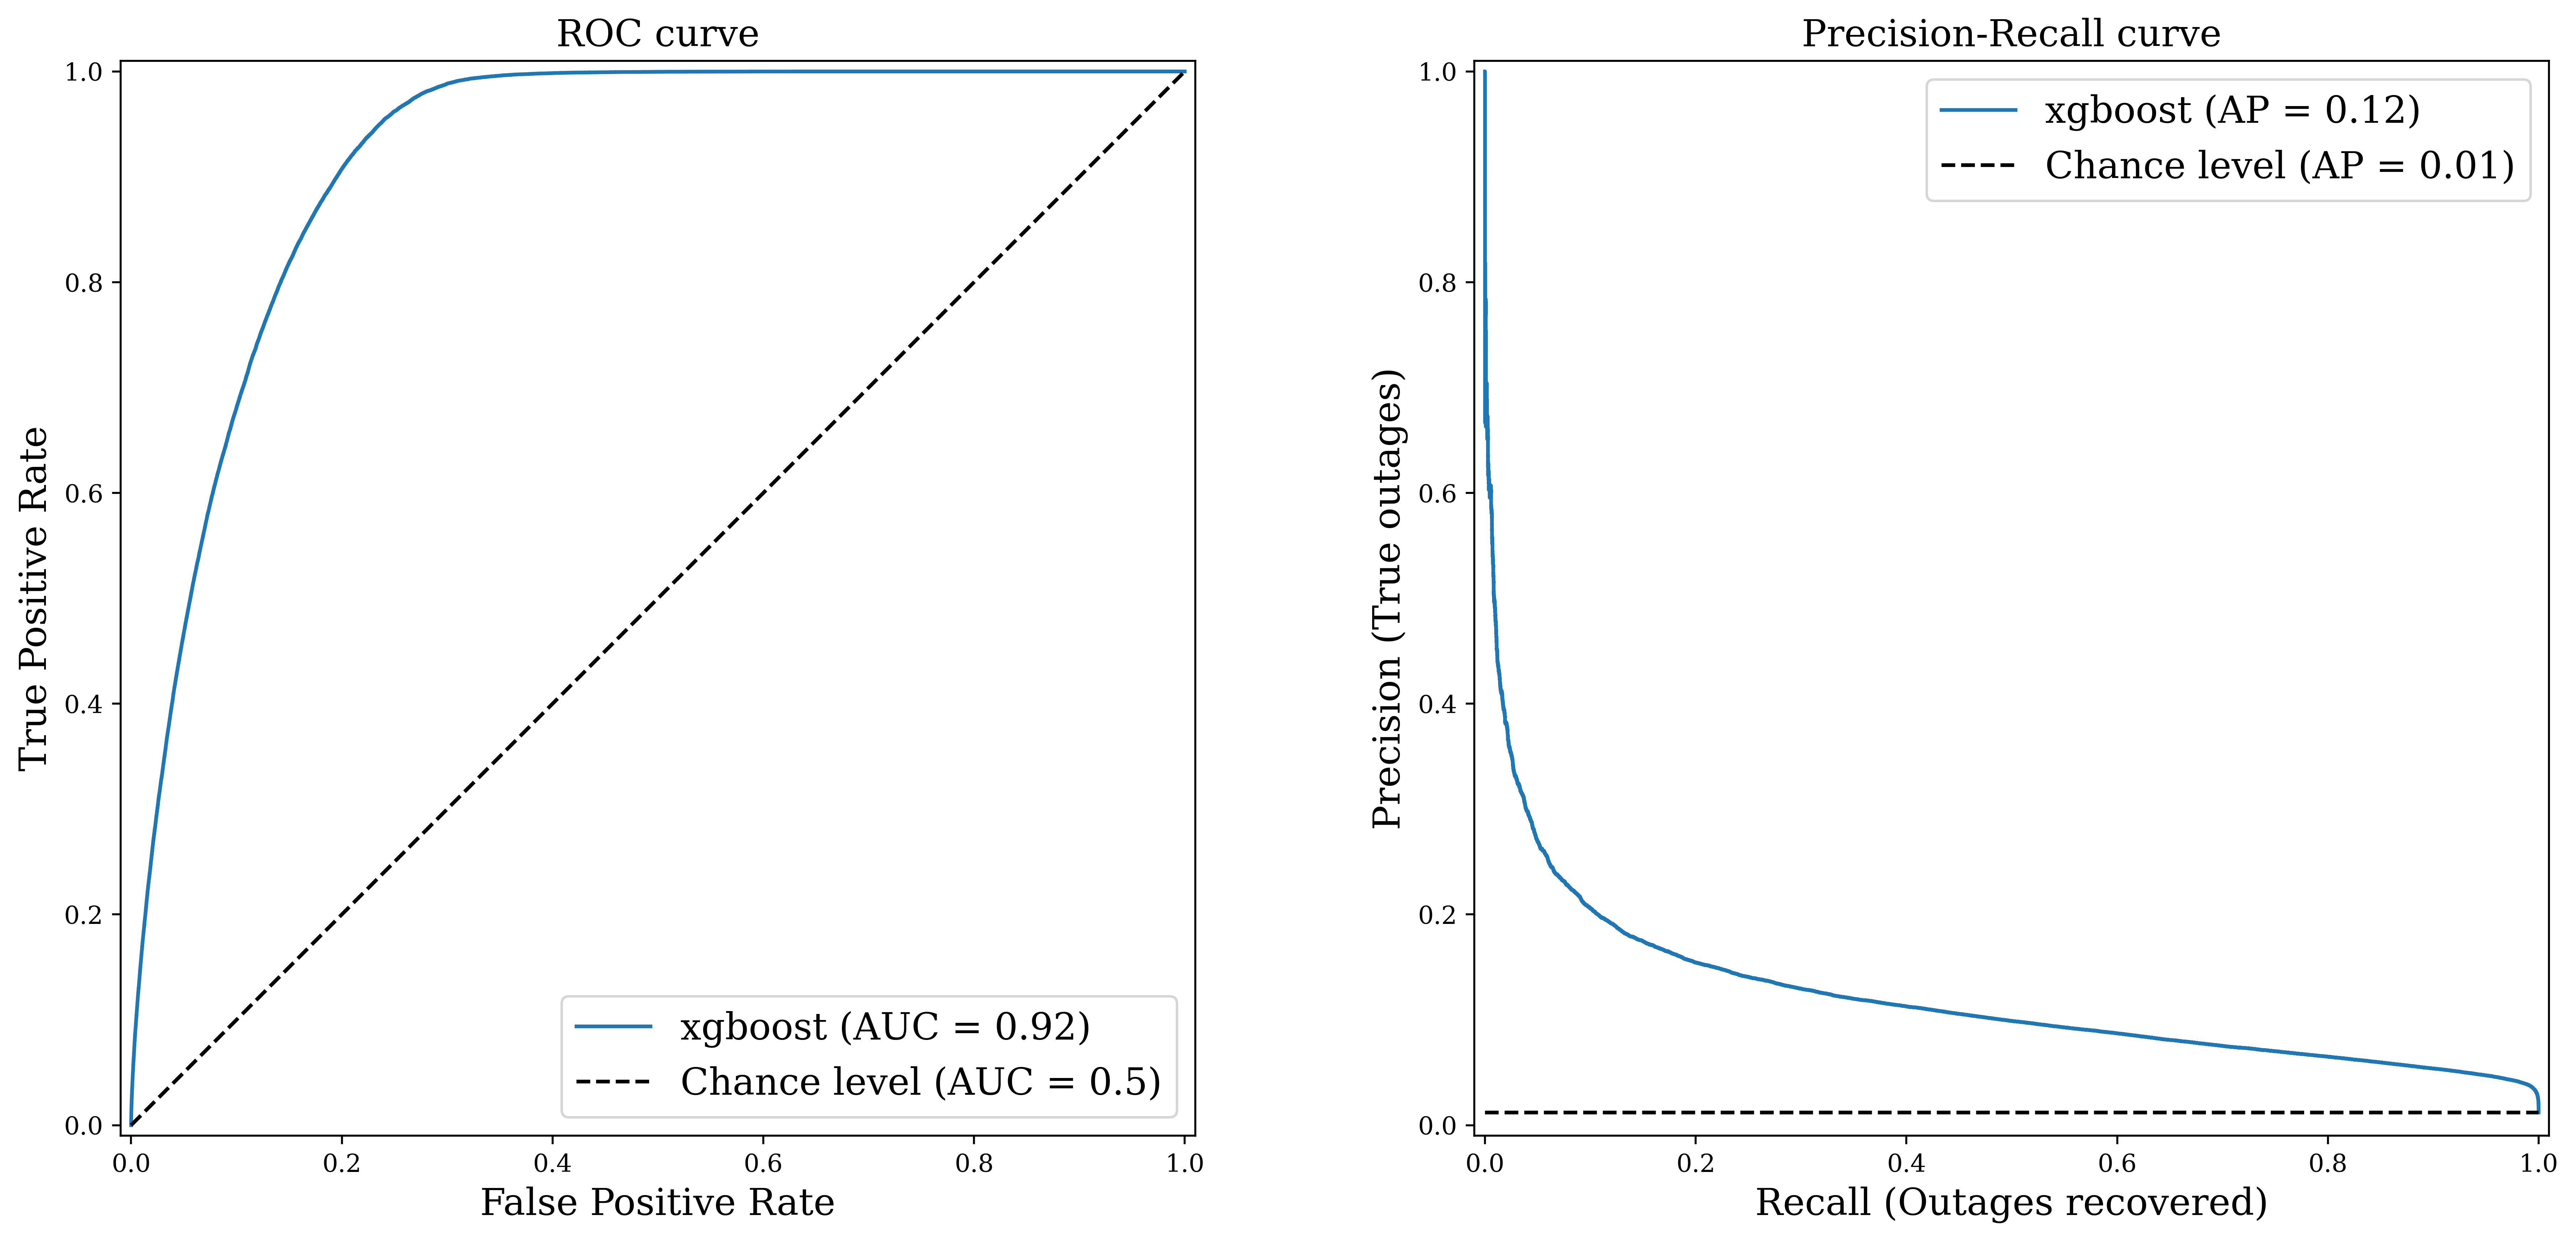 ROC curve
1.0
0.8
0.6
0.4
0.2
0.0
True Positive Rate
xgboost (AUC = 0.92)
Chance level (AUC = 0.5)
0.0 0.2 0.4 0.6 0.8 1.0
False Positive Rate
Precision-Recall curve
1.0
0.8
0.6
0.4
0.2
0.0
Precision (True outages)
xgboost (AP = 0.12)
Chance level (AP = 0.01)
0.0 0.2 0.4 0.6 0.8 1.0
Recall (Outages recovered)